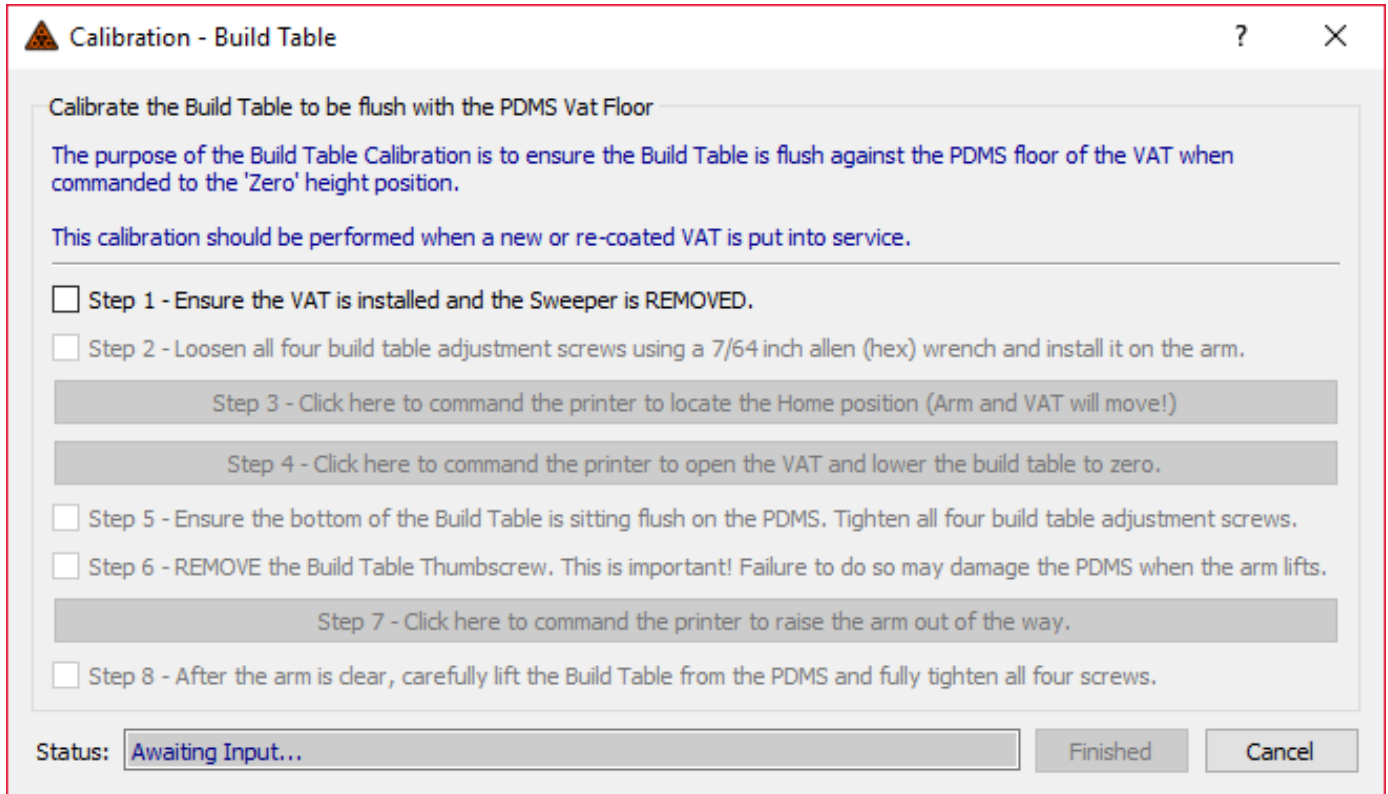 Calibration - Build Table
?
Calibrate the Build Table to be flush with the PDMS Vat Floor
The purpose of the Build Table Calibration is to ensure the Build Table is flush against the PDMS floor of the VAT when
commanded to the 'Zero' height position.
This calibration should be performed when a new or re-coated VAT is put into service.
Step 1 - Ensure the VAT is installed and the Sweeper is REMOVED.
Step 2 - Loosen all four build table adjustment screws using a 7/64 inch allen (hex) wrench and install it on the arm.
Step 3 - Click here to command the printer to locate the Home position (Arm and VAT will move!)
Step 4 - Click here to command the printer to open the VAT and lower the build table to zero.
Step 5 - Ensure the bottom of the Build Table is sitting flush on the PDMS. Tighten all four build table adjustment screws.
Step 6 - REMOVE the Build Table Thumbscrew. This is important! Failure to do so may damage the PDMS when the arm lifts.
Step 7 - Click here to command the printer to raise the arm out of the way.
Step 8 - After the arm is clear, carefully lift the Build Table from the PDMS and fully tighten all four screws.
Status: Awaiting Input... Finished Cancel